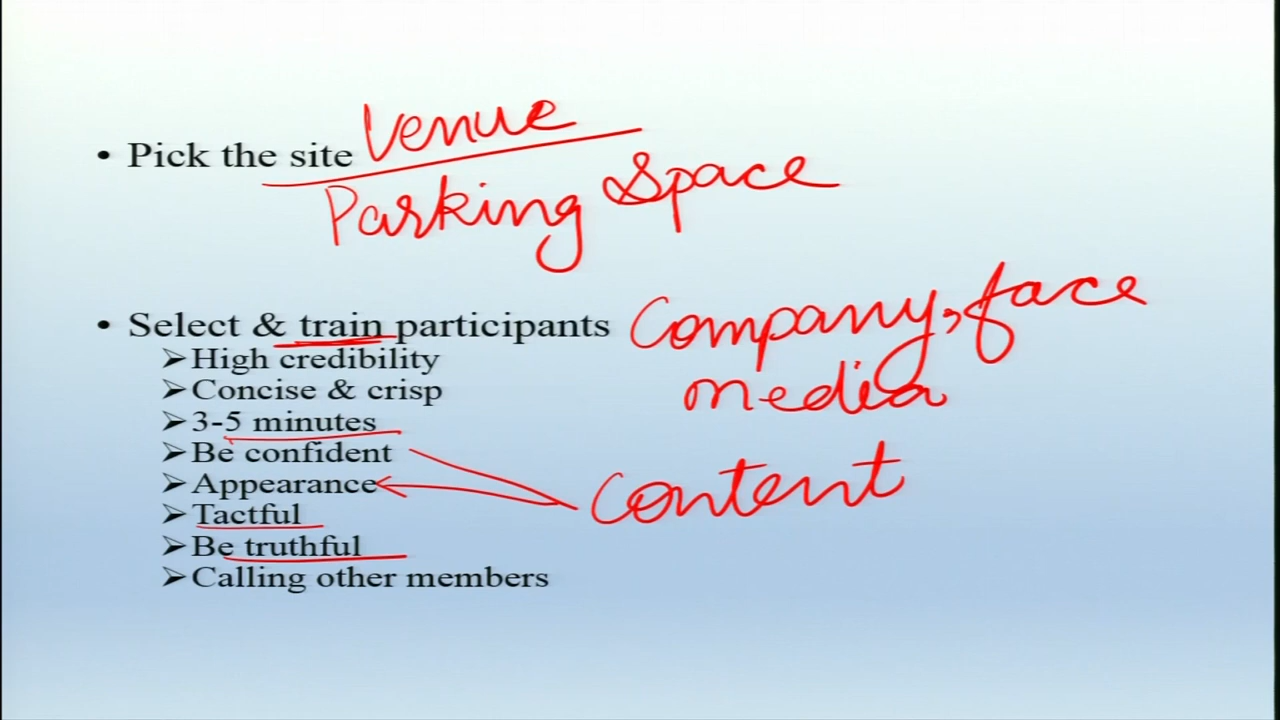 • Pick the site Venue
Parking Space
• Select & train participants Company, face
➢High credibility
media
➢Concise & crisp
➢3-5 minutes
➢Be confident
➢Appearance content
➢Tactful
➢Be truthful
➢Calling other members